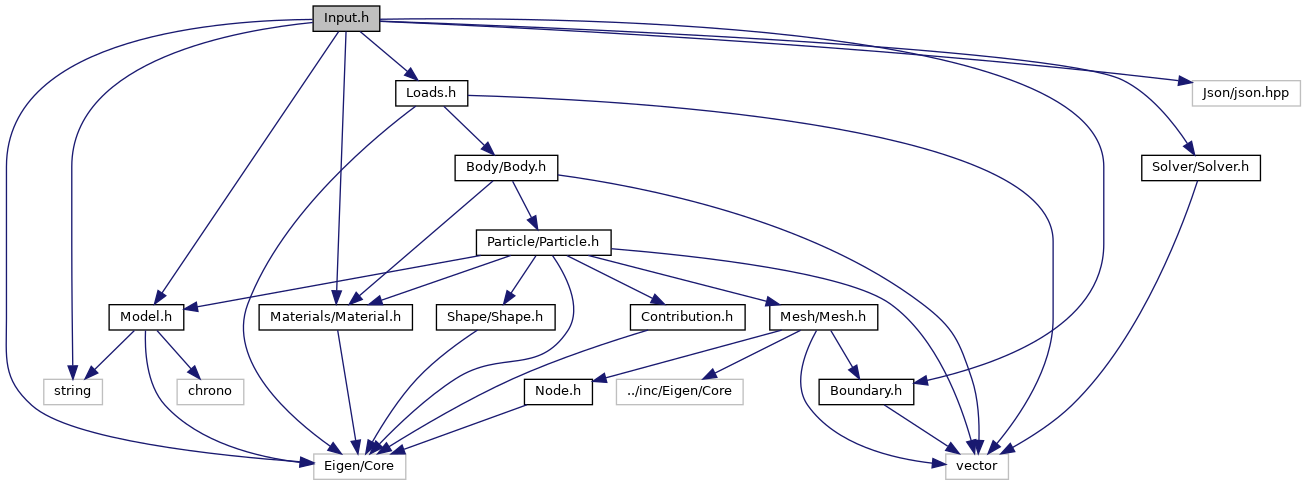 Input.h
Loads.h
Json/json.hpp
Body/Body.h
Solver/Solver.h
Particle/Particle.h
Model.h
Materials/Material.h
Shape/Shape.h
Contribution.h
Mesh/Mesh.h
string
chrono
Node.h
../inc/Eigen/Core
Boundary.h
Eigen/Core
vector